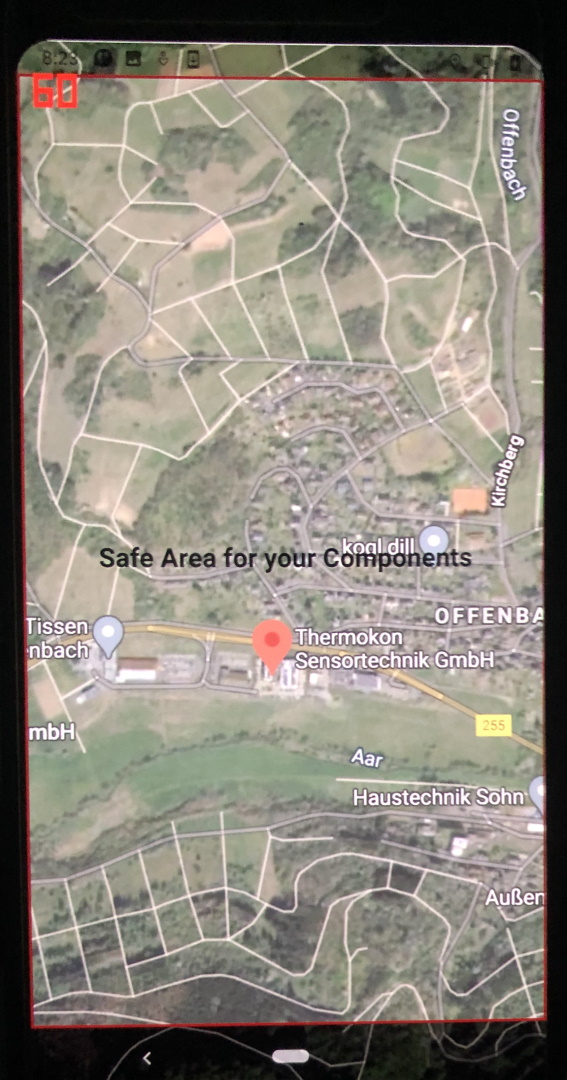 8:23
60
Offenbach
Kirchberg
kogl dill
Safe Area for your Components
OFFENBA
Tissen
nbach
Thermokon
Sensortechnik GmbH
mbH
255
Aar
Haustechnik Sohn
Außen